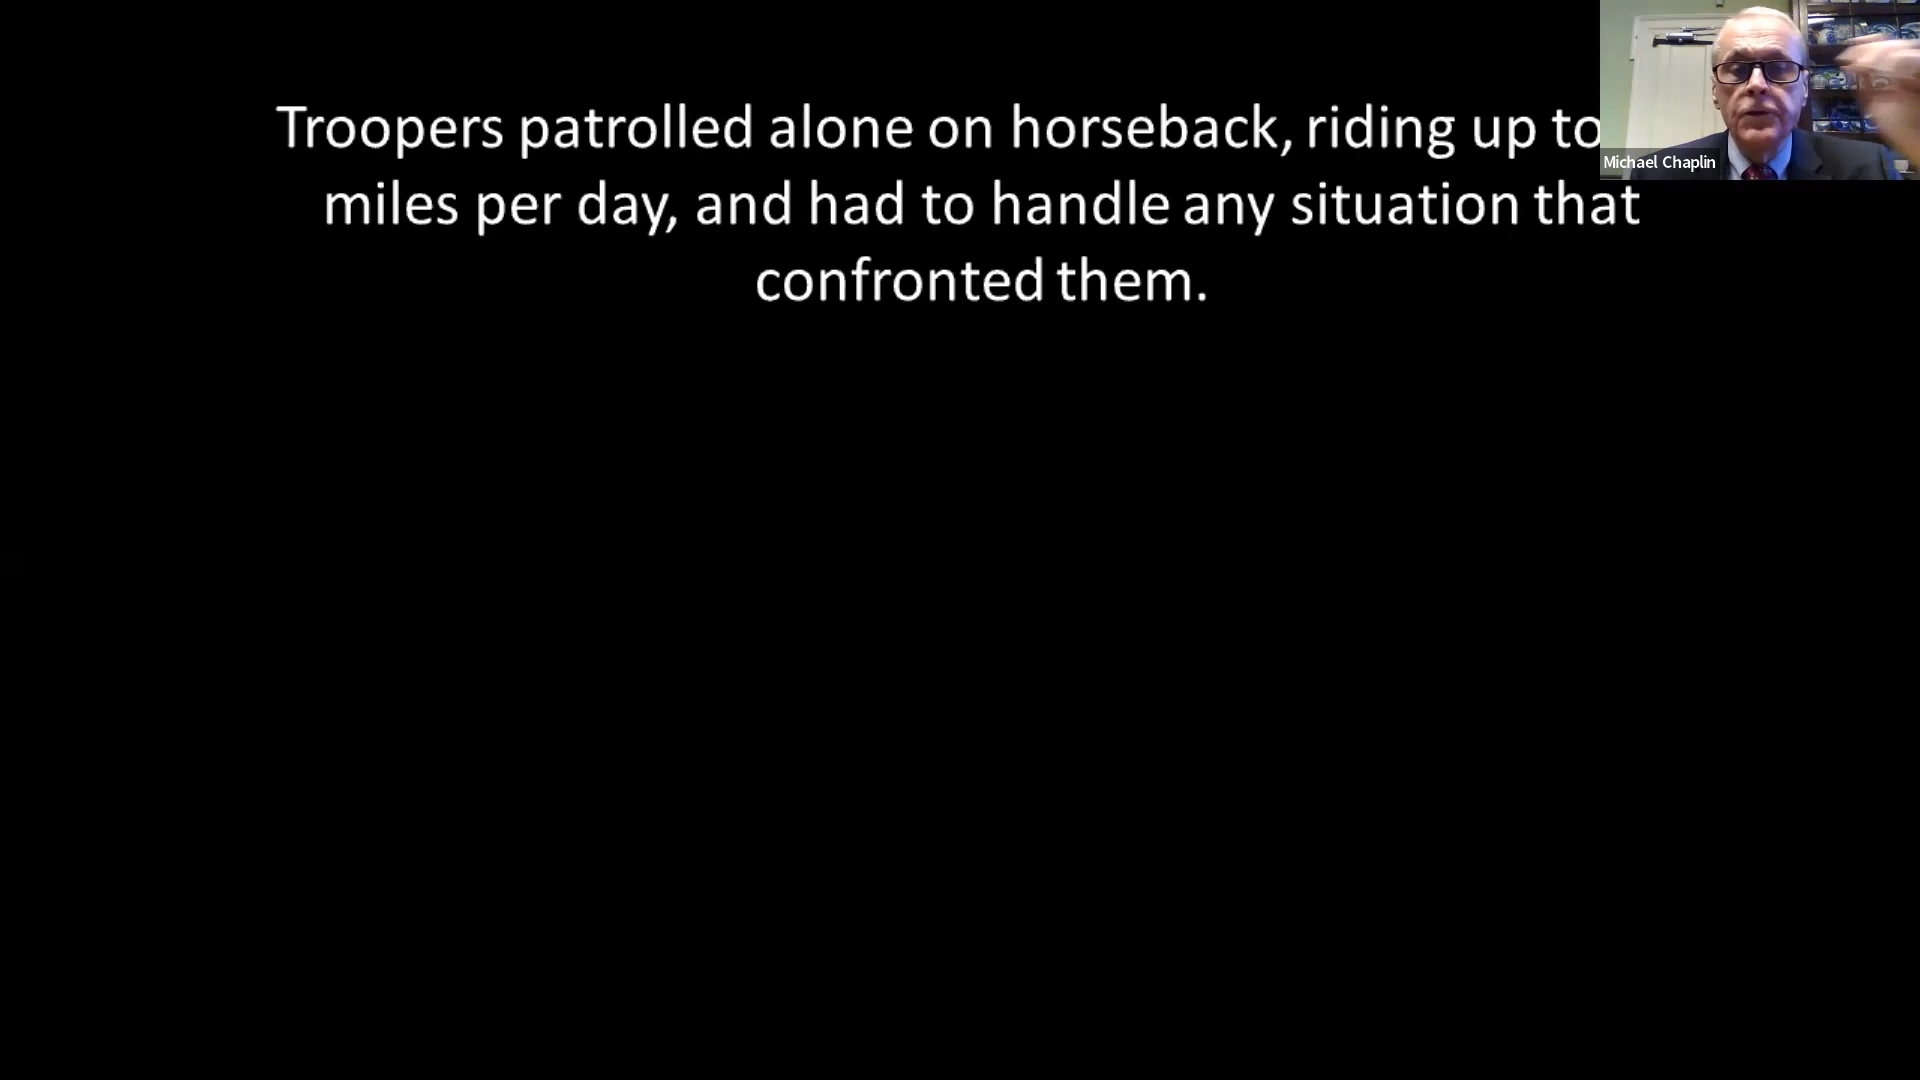 Troopers patrolled alone on horseback, riding up to
miles per day, and had to handle any situation that
confronted them.
Michael Chaplin